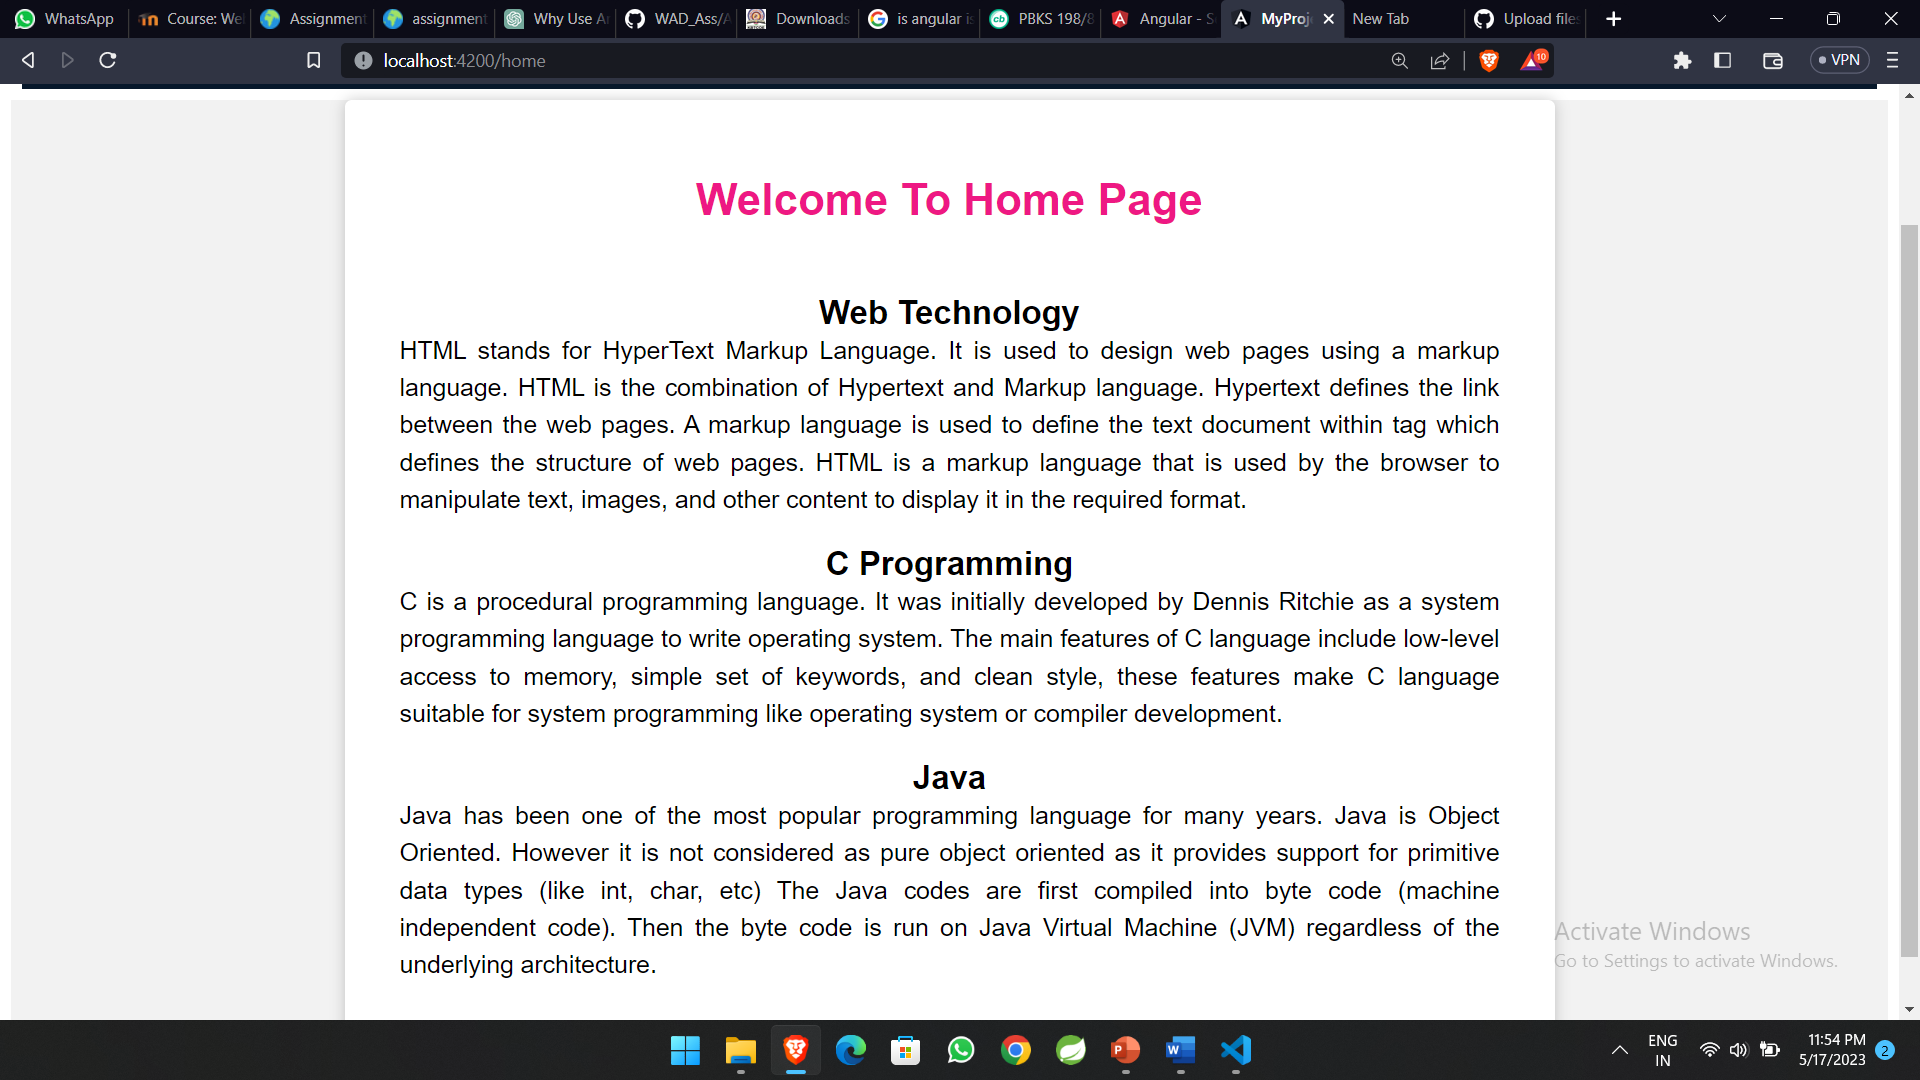 WhatsApp
Course: We
Assignment
assignment
Why Use A
WAD_Ass/A
Downloads
is angular is
PBKS 198/8
Angular - S
MyProj
New Tab
Upload files
localhost:4200/home
10
VPN
Welcome To Home Page
Web Technology
HTML stands for HyperText Markup Language. It is used to design web pages using a markup
language. HTML is the combination of Hypertext and Markup language. Hypertext defines the link
between the web pages. A markup language is used to define the text document within tag which
defines the structure of web pages. HTML is a markup language that is used by the browser to
manipulate text, images, and other content to display it in the required format.
C Programming
C is a procedural programming language. It was initially developed by Dennis Ritchie as a system
programming language to write operating system. The main features of C language include low-level
access to memory, simple set of keywords, and clean style, these features make C language
suitable for system programming like operating system or compiler development.
Java
Java has been one of the most popular programming language for many years. Java is Object
Oriented. However it is not considered as pure object oriented as it provides support for primitive
data types (like int, char, etc) The Java codes are first compiled into byte code (machine
independent code). Then the byte code is run on Java Virtual Machine (JVM) regardless of the
underlying architecture.
Activate Windows
Go to Settings to activate Windows.
ENG
IN
11:54 PM
5/17/2023
2